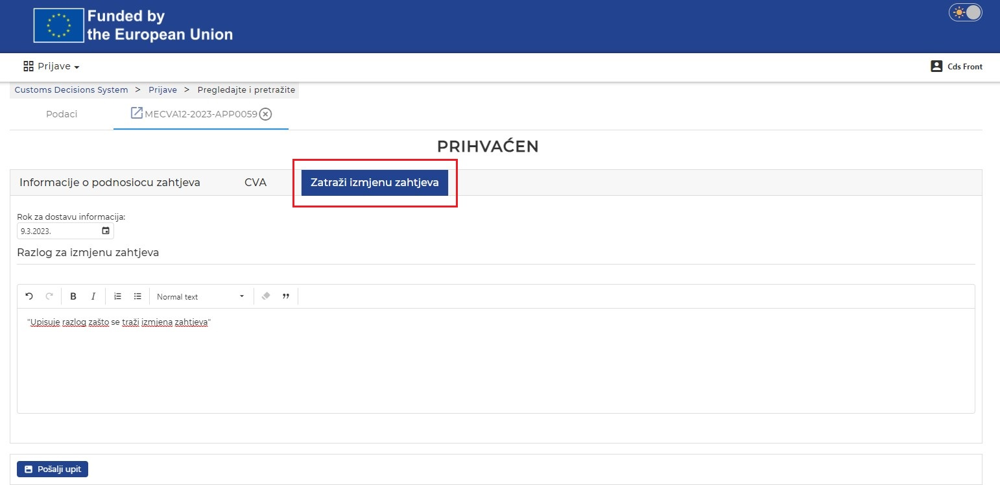 Funded by
the European Union
Prijave
Cds Front
Customs Decisions System > Prijave > Pregledajte i pretražite
Podaci
MECVA12-2023-APP0059
PRIHVAĆEN
Informacije o podnosiocu zahtjeva
CVA
Zatraži izmjenu zahtjeva
Rok za dostavu informacija:
9.3.2023.
Razlog za izmjenu zahtjeva
B I Normal text
"Upisuje razlog zašto se traži izmjena zahtjeva"
Pošalji upit